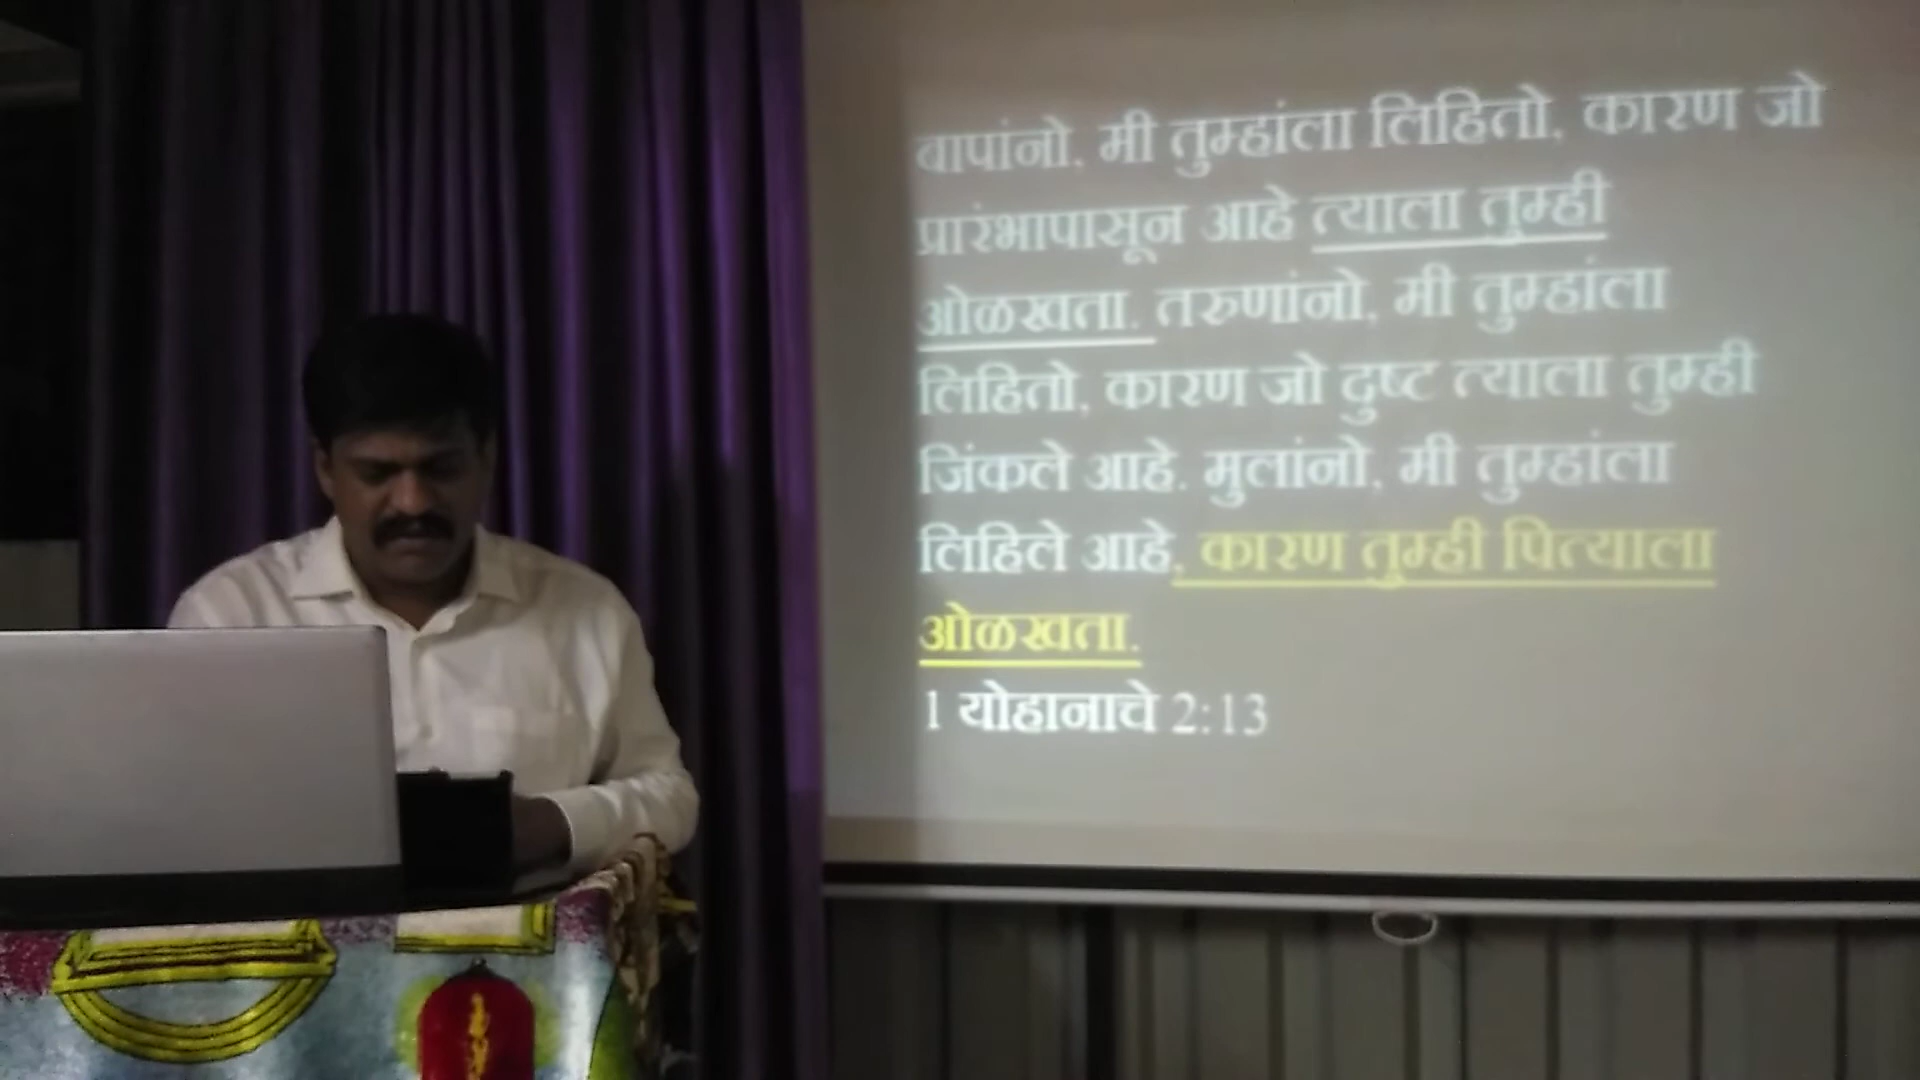 बापांनो, मी तुम्हांला लिहितो, कारण जो
प्रारंभापासून आहे त्याला तुम्ही
ओळखता. तरुणांनो, मी तुम्हांला
लिहितो, कारण जो दुष्ट त्याला तुम्ही
जिंकले आहे. मुलांनो, मी तुम्हांला
लिहिले आहे, कारण तुम्ही पित्याला
ओळखता.
1 योहानाचे 2:13